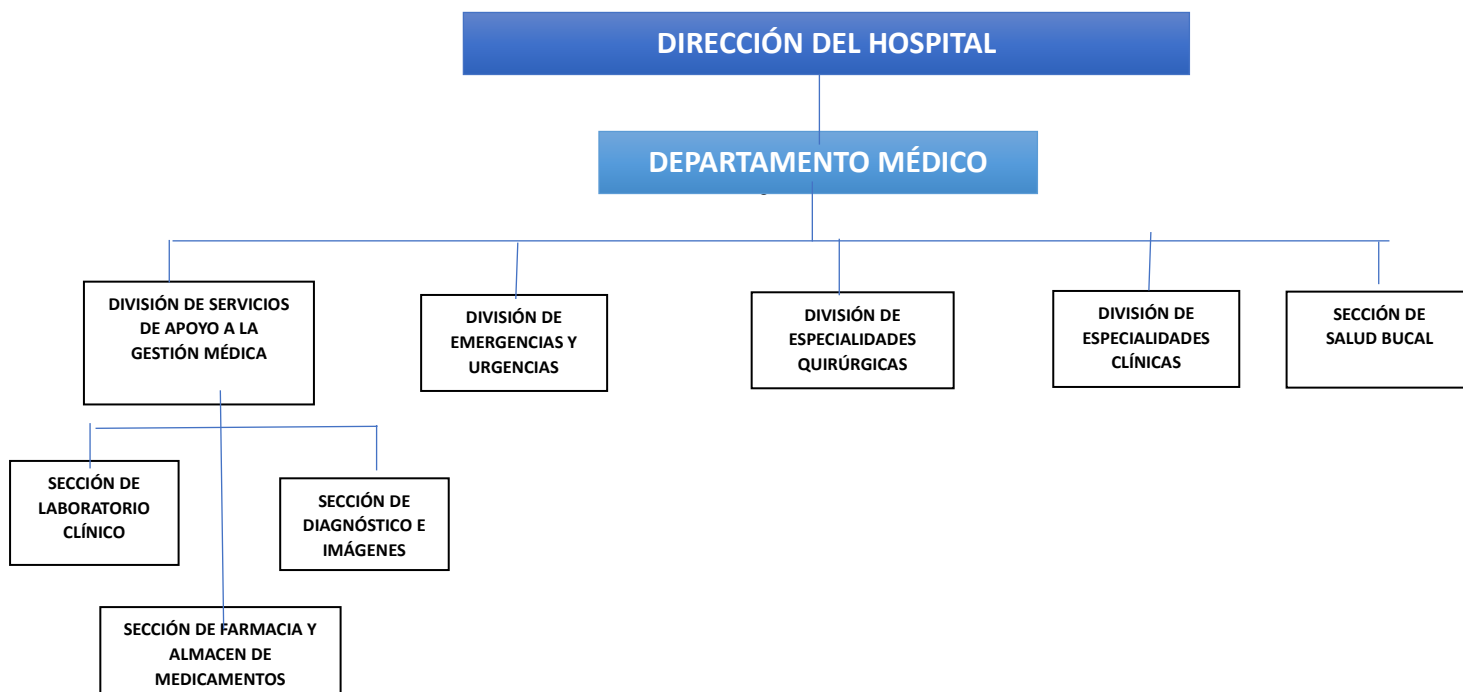 DIRECCIÓN DEL HOSPITAL
DEPARTAMENTO MÉDICO
DIVISIÓN DE SERVICIOS
DE APOYO A LA
GESTIÓN MÉDICA
DIVISIÓN DE
EMERGENCIAS Y
URGENCIAS
DIVISIÓN DE
ESPECIALIDADES
QUIRÚRGICAS
DIVISIÓN DE
ESPECIALIDADES
CLÍNICAS
SECCIÓN DE
SALUD BUCAL
SECCIÓN DE
LABORATORIO
CLÍNICO
SECCIÓN DE
DIAGNÓSTICO E
IMÁGENES
SECCIÓN DE FARMACIA Y
ALMACEN DE
MEDICAMENTOS